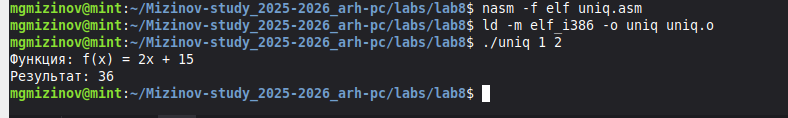 mgmizinov@mint:~/Mizinov-study_2025-2026_arh-pc/labs/lab8$ nasm -f elf uniq.asm
mgmizinov@mint:~/Mizinov-study_2025-2026_arh-pc/labs/lab8$ ld -m elf_i386 -o uniq uniq.o
mgmizinov@mint:~/Mizinov-study_2025-2026_arh-pc/labs/lab8$ ./uniq 1 2
Функция: f(x) = 2x + 15
Результат: 36
mgmizinov@mint:~/Mizinov-study_2025-2026_arh-pc/labs/lab8$